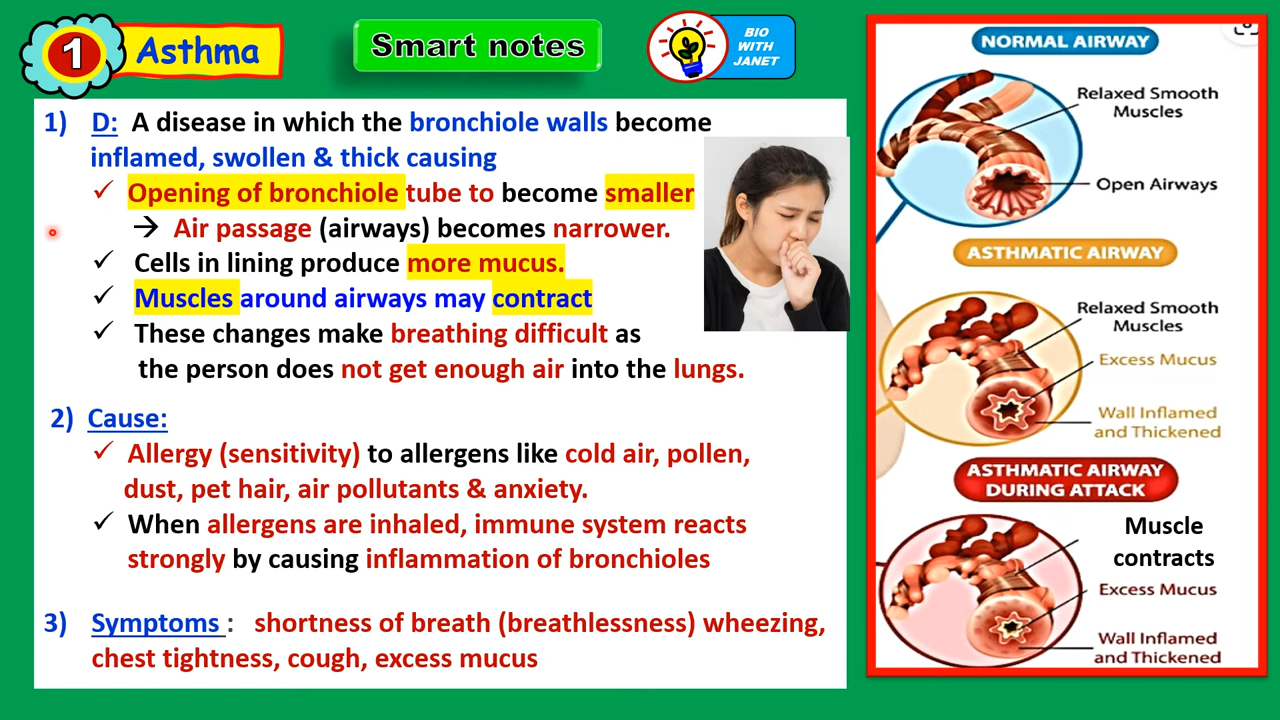 1 Asthma
Smart notes
BIO
WITH
JANET
1) D: A disease in which the bronchiole walls become
inflamed, swollen & thick causing
✓ Opening of bronchiole tube to become smaller
→ Air passage (airways) becomes narrower.
✓ Cells in lining produce more mucus.
✓ Muscles around airways may contract
✓ These changes make breathing difficult as
the person does not get enough air into the lungs.
2) Cause:
✓ Allergy (sensitivity) to allergens like cold air, pollen,
dust, pet hair, air pollutants & anxiety.
✓ When allergens are inhaled, immune system reacts
strongly by causing inflammation of bronchioles
3) Symptoms : shortness of breath (breathlessness) wheezing,
chest tightness, cough, excess mucus
NORMAL AIRWAY
Relaxed Smooth
Muscles
Open Airways
ASTHMATIC AIRWAY
Relaxed Smooth
Muscles
Excess Mucus
Wall Inflamed
and Thickened
ASTHMATIC AIRWAY
DURING ATTACK
Muscle
contracts
Excess Mucus
Wall Inflamed
and Thickened